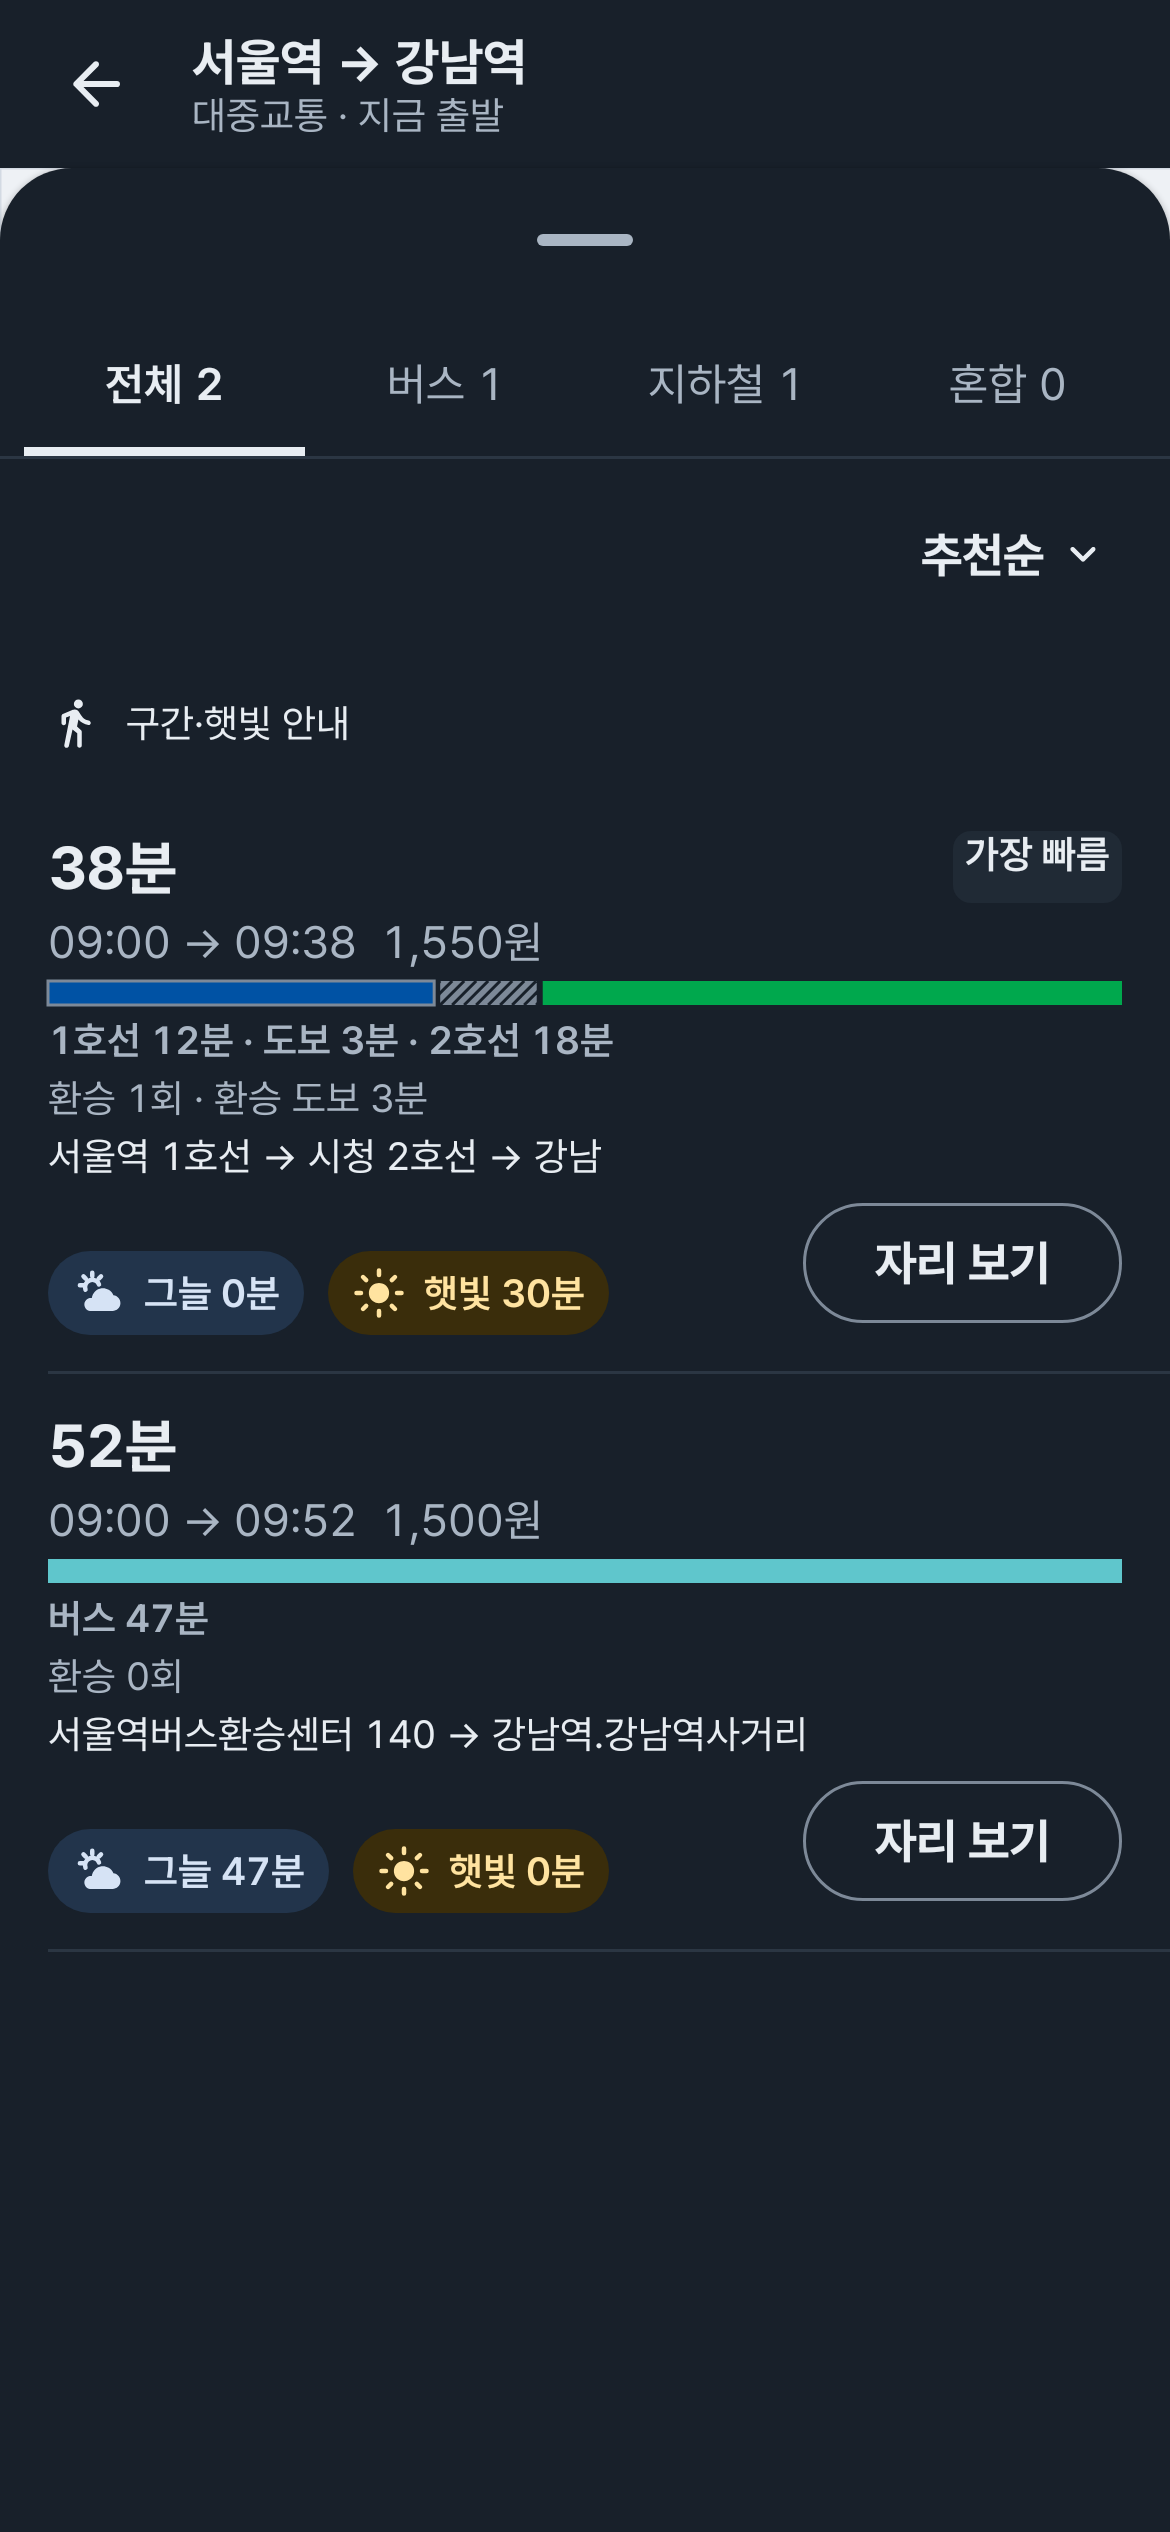 서울역 → 강남역
대중교통 · 지금 출발
전체 2
버스 1
지하철 1
혼합 0
추천순
구간·햇빛 안내
38분
가장 빠름
09:00 → 09:38 1,550원
1호선 12분 · 도보 3분 · 2호선 18분
환승 1회 · 환승 도보 3분
서울역 1호선 → 시청 2호선 → 강남
그늘 0분
햇빛 30분
자리 보기
52분
09:00 → 09:52 1,500원
버스 47분
환승 0회
서울역버스환승센터 140 → 강남역.강남역사거리
그늘 47분
햇빛 0분
자리 보기